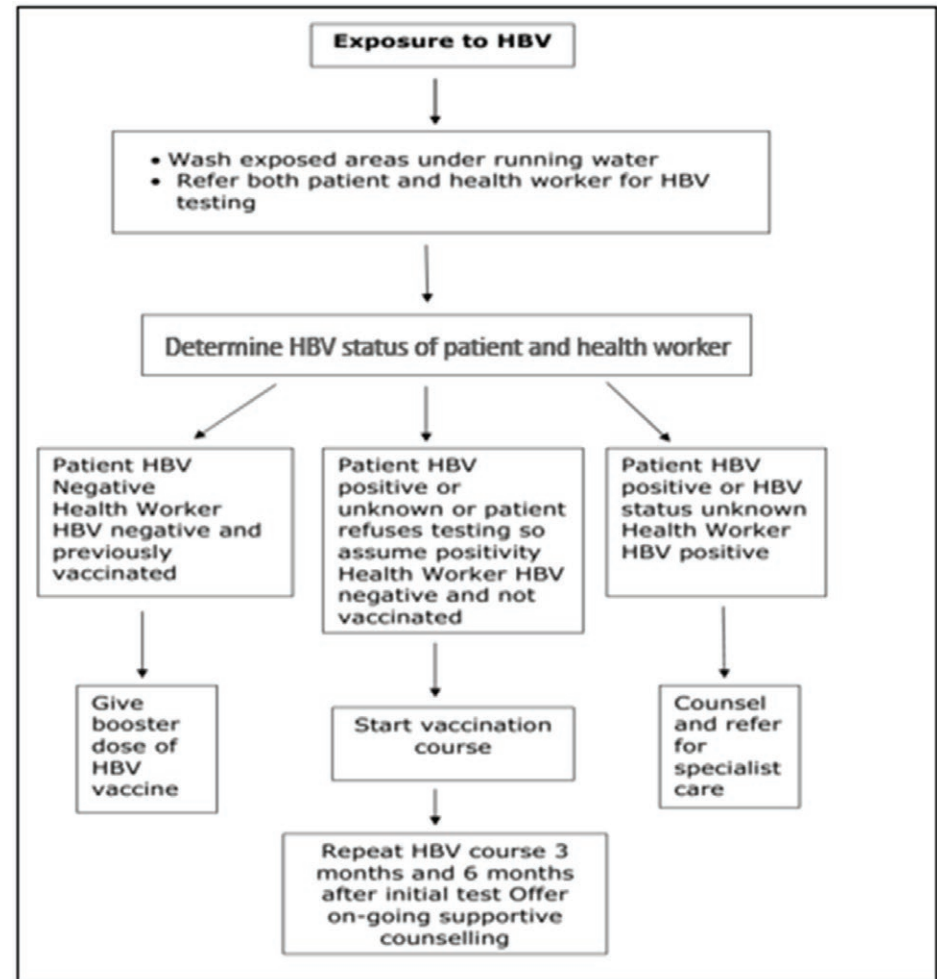 Exposure to HBV
• Wash exposed areas under running water
• Refer both patient and health worker for HBV
testing
Determine HBV status of patient and health worker
Patient HBV
Negative
Health Worker
HBV negative and
previously
vaccinated
Patient HBV
positive or
unknown or patient
refuses testing so
assume positivity
Health Worker HBV
negative and not
vaccinated
Patient HBV
positive or HBV
status unknown
Health Worker
HBV positive
Give
booster
dose of
HBV
vaccine
Start vaccination
course
Counsel
and refer
for
specialist
care
Repeat HBV course 3
months and 6 months
after initial test Offer
on-going supportive
counselling